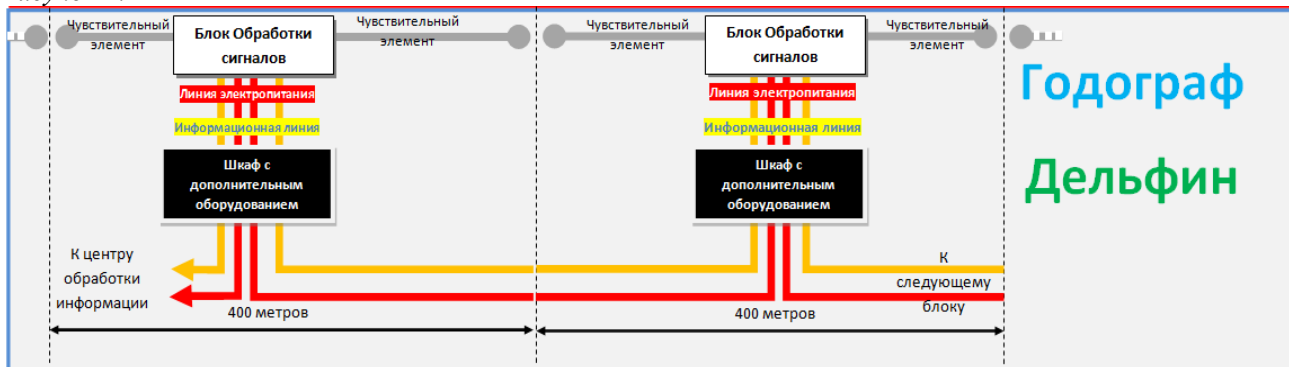 Чувствительный
элемент
Блок Обработки
сигналов
Чувствительный
элемент
Чувствительный
элемент
Блок Обработки
сигналов
Чувствительный
элемент
Линия электропитания
Линия электропитания
Информационная линия
Информационная линия
Шкаф с
дополнительным
оборудованием
Шкаф с
дополнительным
оборудованием
Годограф
Дельфин
К центру
обработки
информации
К
следующему
блоку
400 метров
400 метров